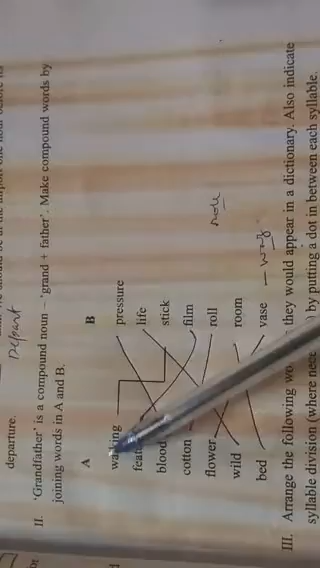 departure.
Depart
II. 'Grandfather' is a compound noun – 'grand + father'. Make compound words by
joining words in A and B.
A B
pressure
life
blood stick
cotton film
flower roll
wild room
bed vase – wrong
Note
III. Arrange the following they would appear in a dictionary. Also indicate
syllable division (where by putting a dot in between each syllable.